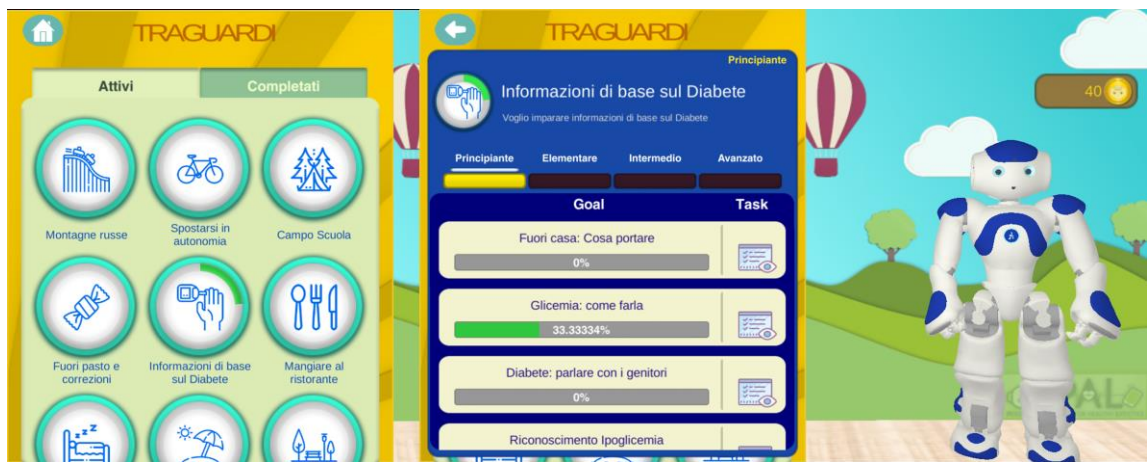 TRAGUARDI
Attivi
Completati
Montagne russe
Spostarsi in
autonomia
Campo Scuola
Fuori pasto e
correzioni
Informazioni di base
sul Diabete
Mangiare al
ristorante
TRAGUARDI
Principiante
Informazioni di base sul Diabete
Voglio imparare informazioni di base sul Diabete
Principiante
Elementare
Intermedio
Avanzato
Goal
Task
Fuori casa: Cosa portare
0%
Glicemia: come farla
33.33334%
Diabete: parlare con i genitori
0%
Riconoscimento Ipoglicemia
40